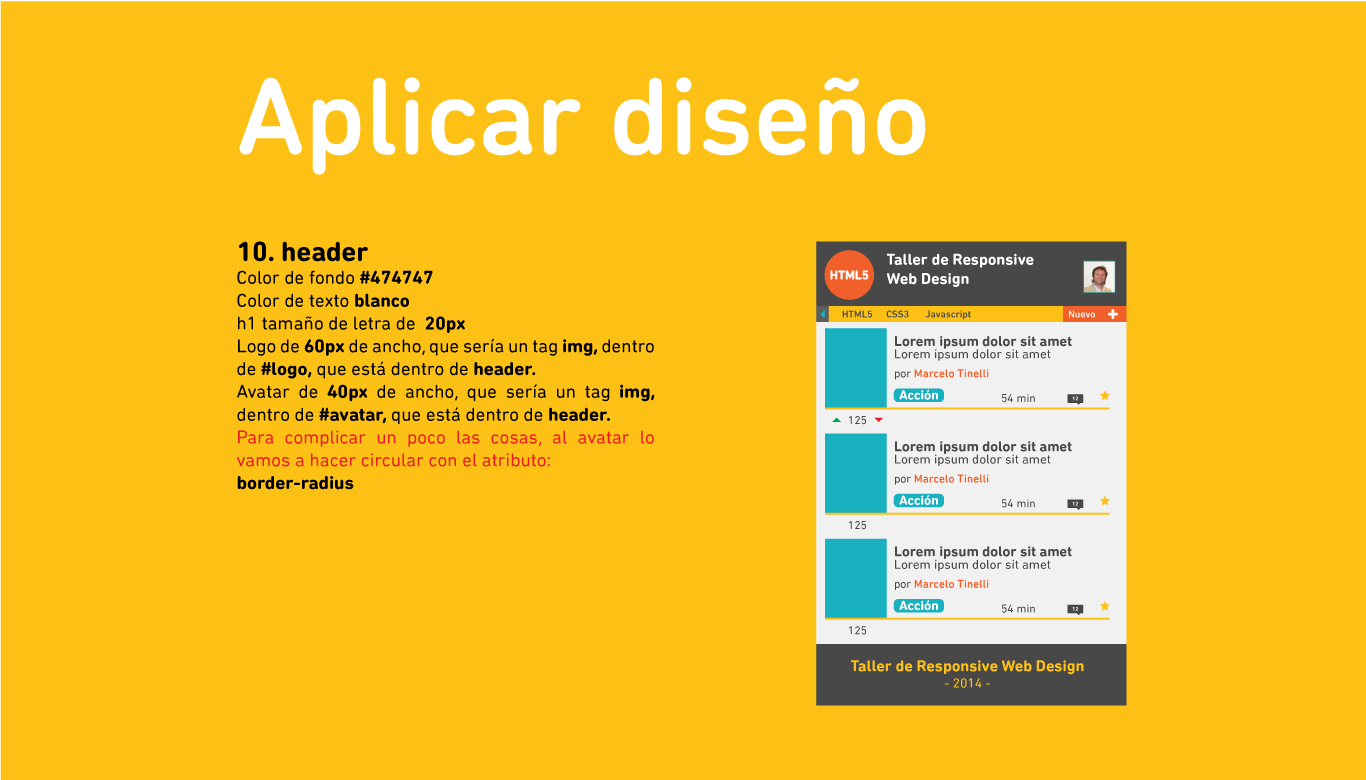 Aplicar diseño
10. header
Color de fondo #474747
Color de texto blanco
h1 tamaño de letra de 20px
Logo de 60px de ancho, que sería un tag img, dentro
de #logo, que está dentro de header.
Avatar de 40px de ancho, que sería un tag img,
dentro de #avatar, que está dentro de header.
Para complicar un poco las cosas, al avatar lo
vamos a hacer circular con el atributo:
border-radius
HTML5
Taller de Responsive
Web Design
HTML5 CSS3 Javascript Nuevo
Lorem ipsum dolor sit amet
Lorem ipsum dolor sit amet
por Marcelo Tinelli
Acción 54 min 12
125
Lorem ipsum dolor sit amet
Lorem ipsum dolor sit amet
por Marcelo Tinelli
Acción 54 min 12
125
Lorem ipsum dolor sit amet
Lorem ipsum dolor sit amet
por Marcelo Tinelli
Acción 54 min 12
125
Taller de Responsive Web Design
- 2014 -